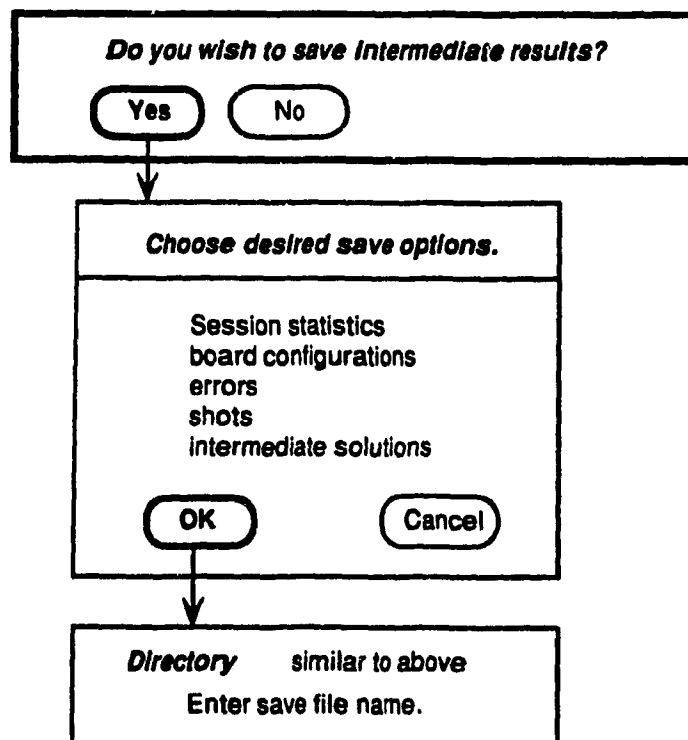 Do you wish to save intermediate results?
Yes No
Choose desired save options.
Session statistics
board configurations
errors
shots
intermediate solutions
OK Cancel
Directory similar to above
Enter save file name.